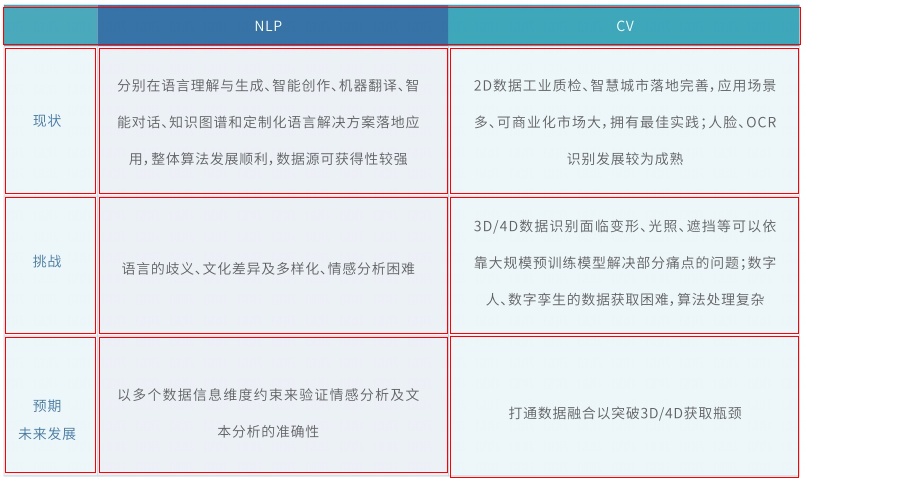 NLP
CV
现状
分别在语言理解与生成、智能创作、机器翻译、智
能对话、知识图谱和定制化语言解决方案落地应
用,整体算法发展顺利,数据源可获得性较强
2D数据工业质检、智慧城市落地完善,应用场景
多、可商业化市场大,拥有最佳实践;人脸、OCR
识别发展较为成熟
挑战
语言的歧义、文化差异及多样化、情感分析困难
3D/4D数据识别面临变形、光照、遮挡等可以依
靠大规模预训练模型解决部分痛点的问题;数字
人、数字孪生的数据获取困难,算法处理复杂
预期
未来发展
以多个数据信息维度约束来验证情感分析及文
本分析的准确性
打通数据融合以突破3D/4D获取瓶颈